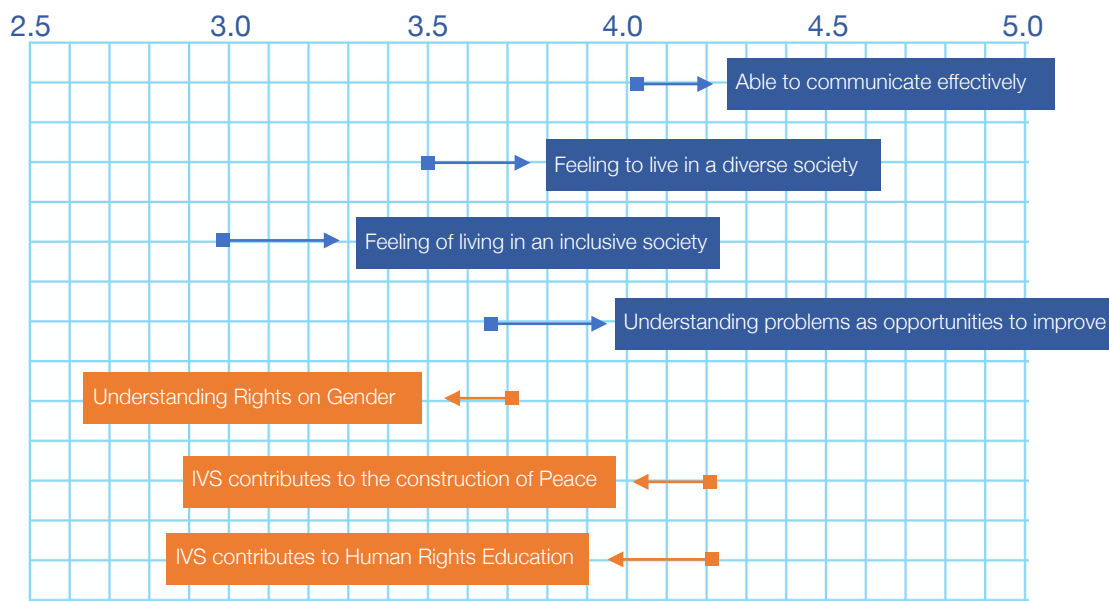 2.5 3.0 3.5 4.0 4.5 5.0
Able to communicate effectively
Feeling to live in a diverse society
Feeling of living in an inclusive society
Understanding problems as opportunities to improve
Understanding Rights on Gender
IVS contributes to the construction of Peace
IVS contributes to Human Rights Education